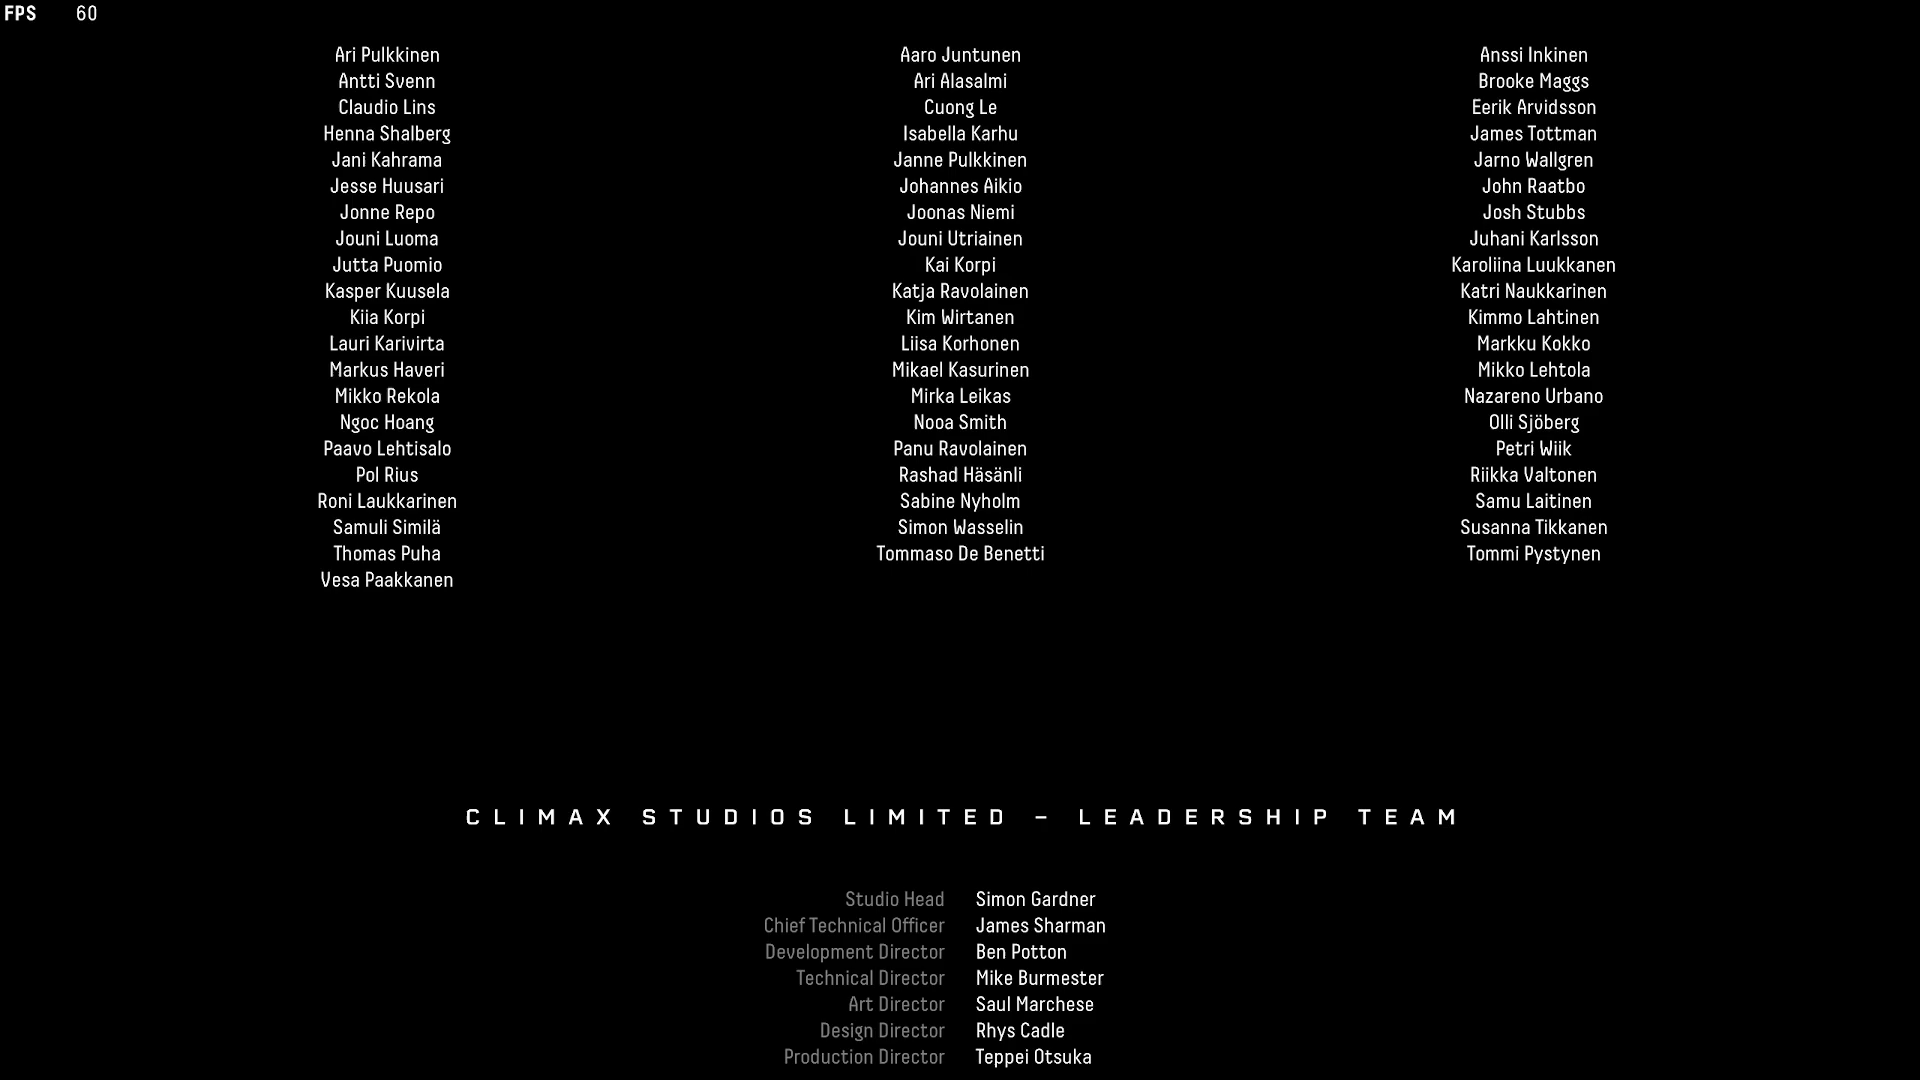 FPS 60
Ari Pulkkinen Aaro Juntunen Anssi Inkinen
Antti Svenn Ari Alasalmi Brooke Maggs
Claudio Lins Cuong Le Eerik Arvidsson
Henna Shalberg Isabella Karhu James Tottman
Jani Kahrama Janne Pulkkinen Jarno Wallgren
Jesse Huusari Johannes Aikio John Raatbo
Jonne Repo Joonas Niemi Josh Stubbs
Jouni Luoma Jouni Utriainen Juhani Karlsson
Jutta Puomio Kai Korpi Karoliina Luukkanen
Kasper Kuusela Katja Ravolainen Katri Naukkarinen
Kiia Korpi Kim Wirtanen Kimmo Lahtinen
Lauri Karivirta Liisa Korhonen Markku Kokko
Markus Haveri Mikael Kasurinen Mikko Lehtola
Mikko Rekola Mirka Leikas Nazareno Urbano
Ngoc Hoang Nooa Smith Olli Sjöberg
Paavo Lehtisalo Panu Ravolainen Petri Wiik
Pol Rius Rashad Häsänli Riikka Valtonen
Roni Laukkarinen Sabine Nyholm Samu Laitinen
Samuli Similä Simon Wasselin Susanna Tikkanen
Thomas Puha Tommaso De Benetti Tommi Pystynen
Vesa Paakkanen
CLIMAX STUDIOS LIMITED – LEADERSHIP TEAM
Studio Head Simon Gardner
Chief Technical Officer James Sharman
Development Director Ben Potton
Technical Director Mike Burmester
Art Director Saul Marchese
Design Director Rhys Cadle
Production Director Teppei Otsuka